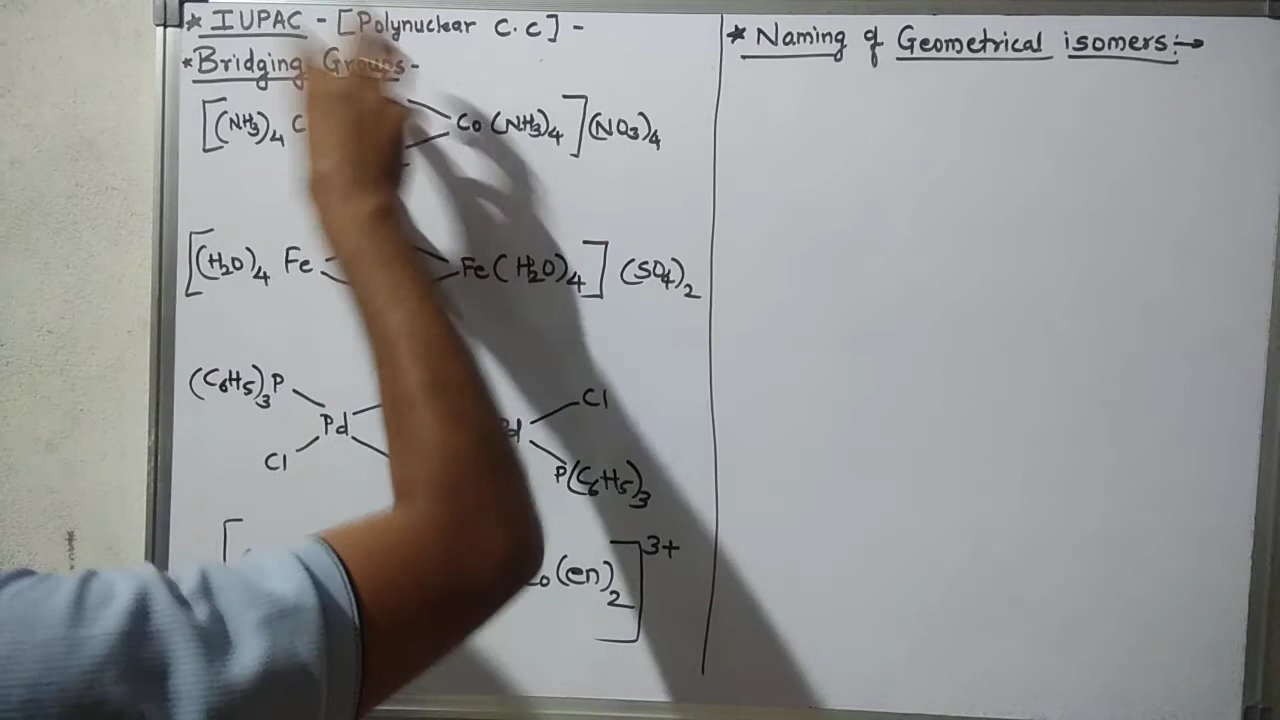 * IUPAC - [Polynuclear C.C] -
* Bridging Groups -
[(NH3)4 C Co (NH3)4 ] (NO3)4
[(H2O)4 Fe Fe (H2O)4 ] (SO4)2
(C6H5)3P
Pd
Cl
Cl
P(C6H5)3
[ (en)2 ]3+
* Naming of Geometrical isomers :→